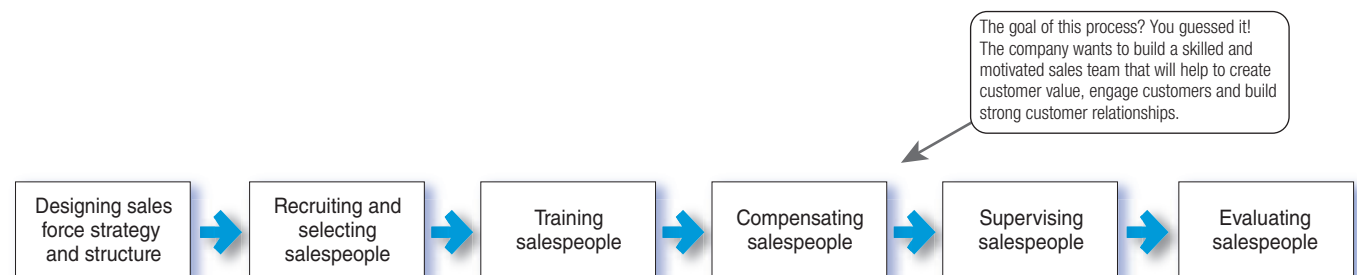 The goal of this process? You guessed it!
The company wants to build a skilled and
motivated sales team that will help to create
customer value, engage customers and build
strong customer relationships.
Designing sales
force strategy
and structure
Recruiting and
selecting
salespeople
Training
salespeople
Compensating
salespeople
Supervising
salespeople
Evaluating
salespeople